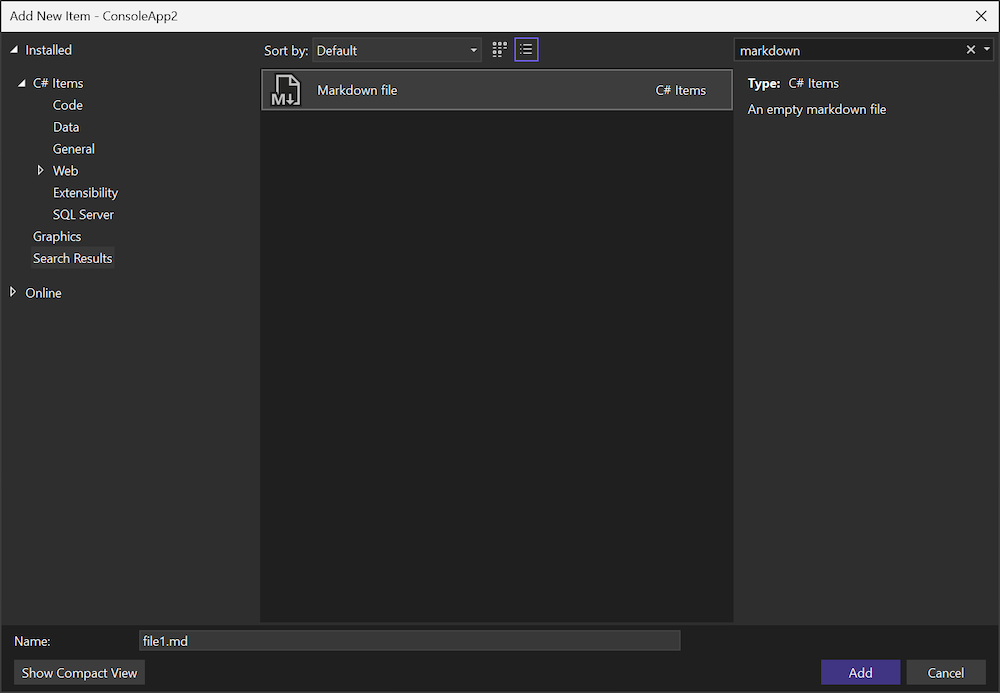 Add New Item - ConsoleApp2
Installed
Sort by: Default
markdown
C# Items
Code
Data
General
Web
Extensibility
SQL Server
Graphics
Search Results
Online
M
Markdown file C# Items
Type: C# Items
An empty markdown file
Name: file1.md
Show Compact View
Add Cancel